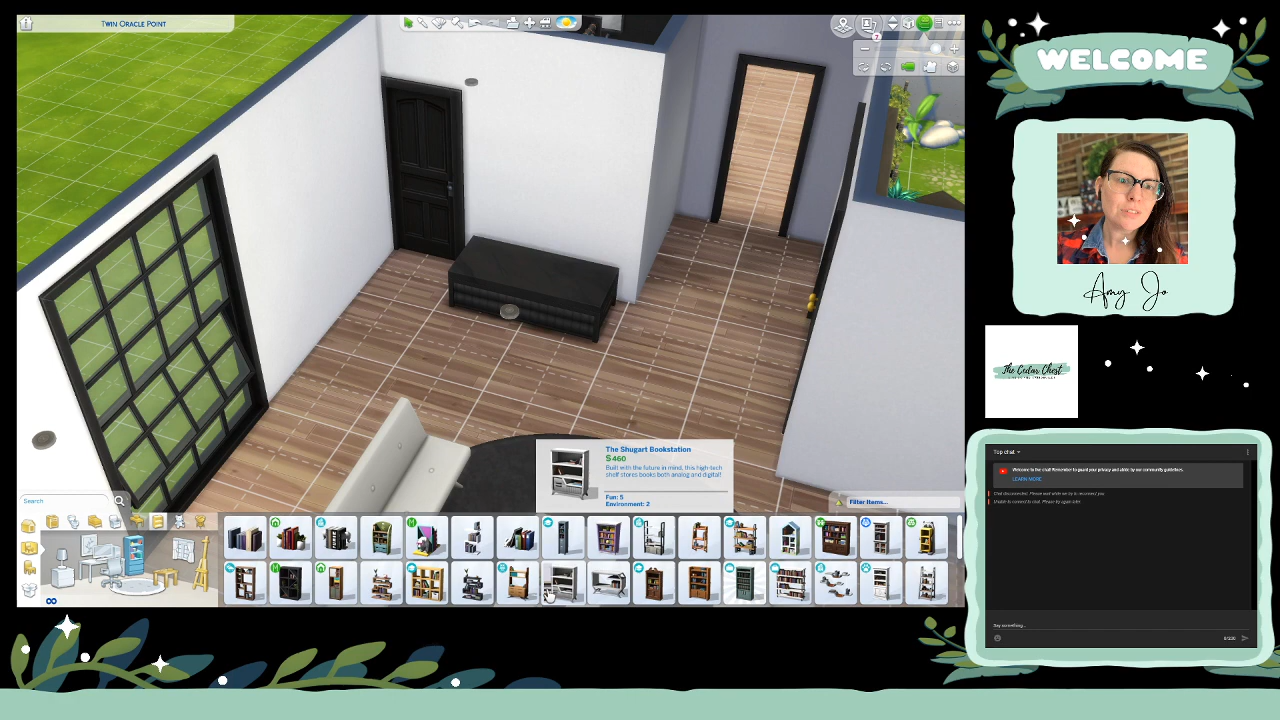 TWIN ORACLE POINT
7
WELCOME
Amy Jo
The Cedar Chest
Top chat
Welcome to live chat! Remember to guard your privacy and abide by our community guidelines.
LEARN MORE
Chat disconnected. Please wait while we try to reconnect you.
Unable to connect to chat. Please try again later.
Say something...
0/200
The Shugart Bookstation
§460
Built with the future in mind, this high-tech
shelf stores books both analog and digital!
Fun: 5
Environment: 2
Search
Filter Items...